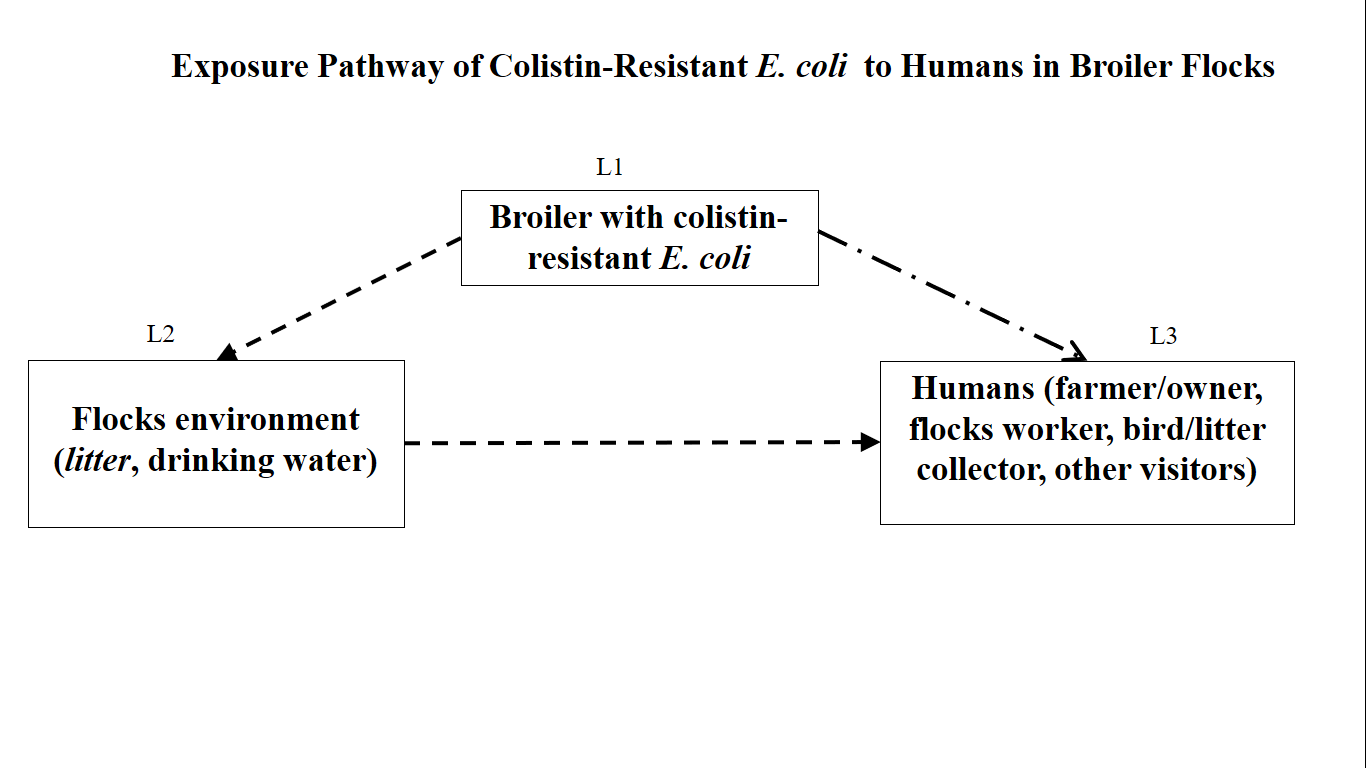 Exposure Pathway of Colistin-Resistant E. coli to Humans in Broiler Flocks
L1
Broiler with colistin-
resistant E. coli
L2
Flocks environment
(litter, drinking water)
L3
Humans (farmer/owner,
flocks worker, bird/litter
collector, other visitors)